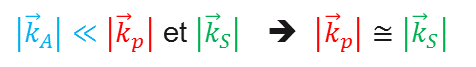 |k⃗_A| ≪ |k⃗_p| et |k⃗_S| ➔ |k⃗_p| ≅ |k⃗_S|